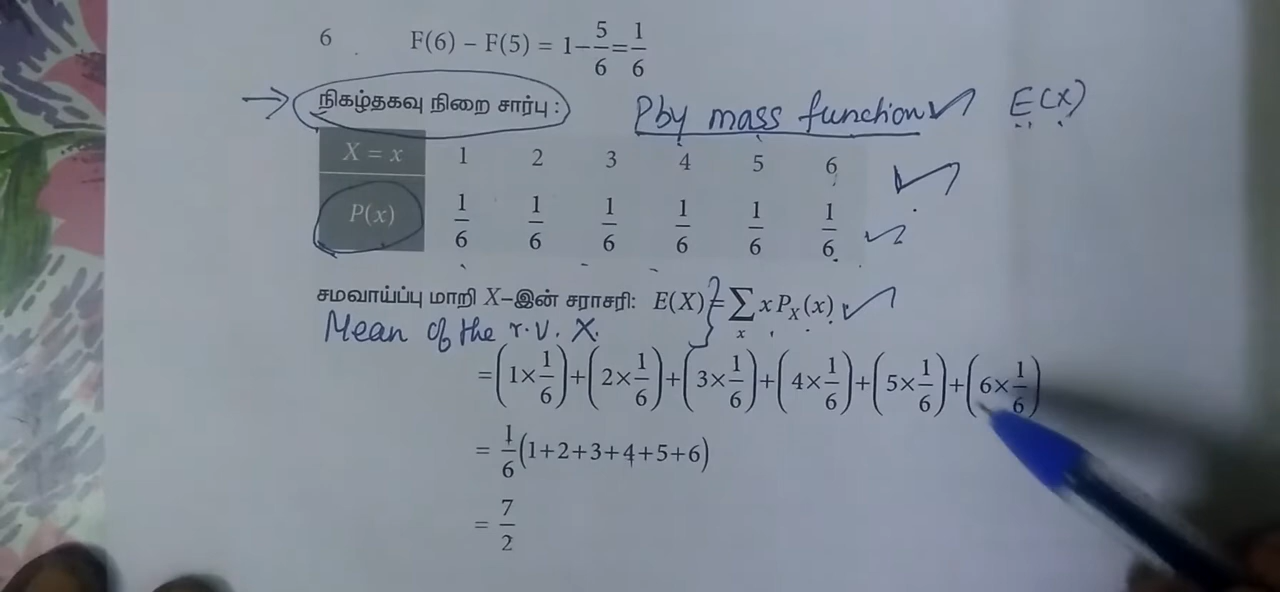 6 F(6) – F(5) = 1–5/6=1/6
நிகழ்தகவு நிறை சார்பு : Pby mass function E(X)
X = x 1 2 3 4 5 6
P(x) 1/6 1/6 1/6 1/6 1/6 1/6
சமவாய்ப்பு மாறி X–இன் சராசரி: E(X) = ∑ₓ x Pₓ(x)
Mean of the r.v. X.
=(1×1/6)+(2×1/6)+(3×1/6)+(4×1/6)+(5×1/6)+(6×1/6)
= 1/6(1+2+3+4+5+6)
= 7/2